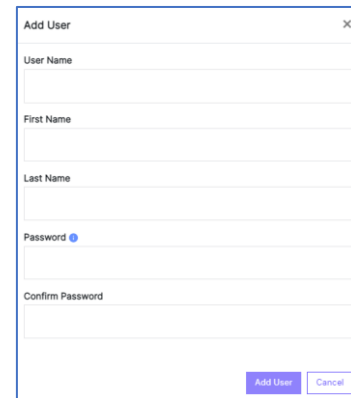 Add User
User Name
First Name
Last Name
Password
Confirm Password
Add User Cancel